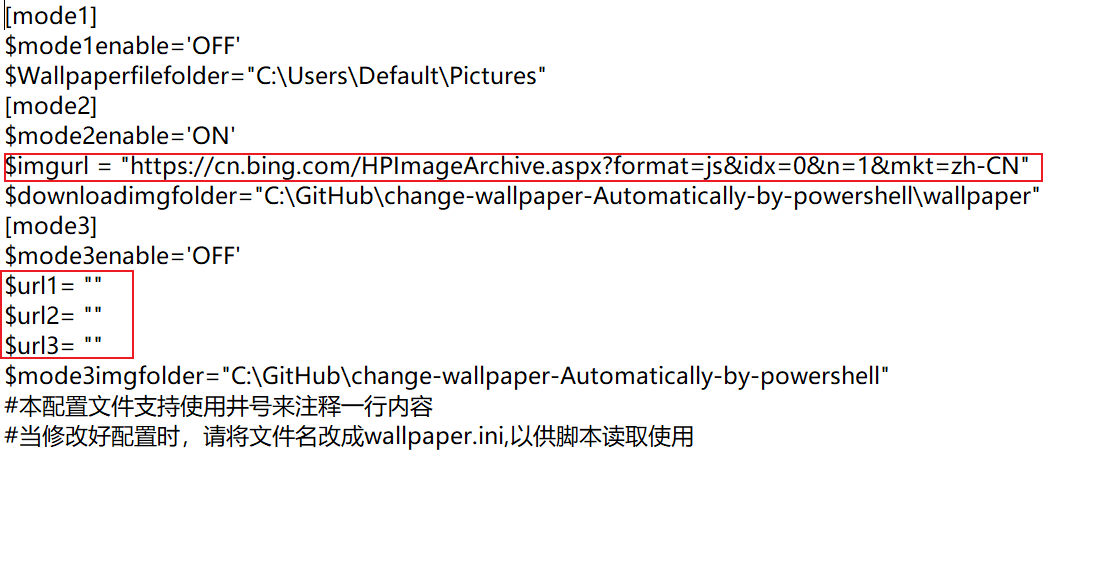 [mode1]
$mode1enable='OFF'
$Wallpaperfilefolder="C:\Users\Default\Pictures"
[mode2]
$mode2enable='ON'
$imgurl = "https://cn.bing.com/HPImageArchive.aspx?format=js&idx=0&n=1&mkt=zh-CN"
$downloadimgfolder="C:\GitHub\change-wallpaper-Automatically-by-powershell\wallpaper"
[mode3]
$mode3enable='OFF'
$url1= ""
$url2= ""
$url3= ""
$mode3imgfolder="C:\GitHub\change-wallpaper-Automatically-by-powershell"
#本配置文件支持使用井号来注释一行内容
#当修改好配置时，请将文件名改成wallpaper.ini,以供脚本读取使用